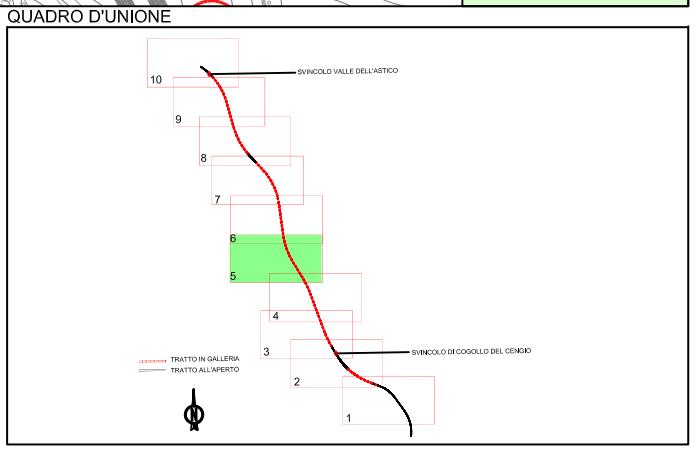 QUADRO D'UNIONE
SVINCOLO VALLE DELL'ASTICO
10
9
8
7
6
5
4
3
SVINCOLO DI COGOLLO DEL CENGIO
TRATTO IN GALLERIA
TRATTO ALL'APERTO
2
1
N